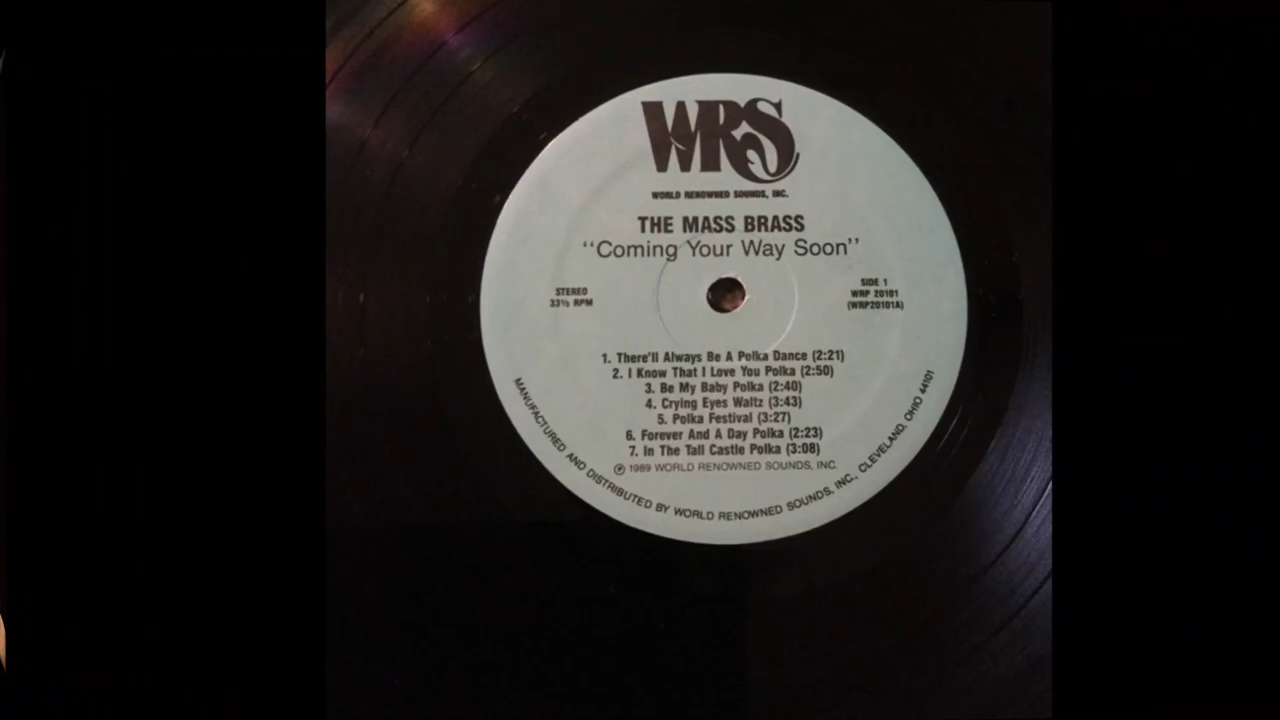 WRS
WORLD RENOWNED SOUNDS, INC.
THE MASS BRASS
"Coming Your Way Soon"
STEREO
33⅓ RPM
SIDE 1
WRP 20101
(WRP20101A)
1. There'll Always Be A Polka Dance (2:21)
2. I Know That I Love You Polka (2:50)
3. Be My Baby Polka (2:40)
4. Crying Eyes Waltz (3:43)
5. Polka Festival (3:27)
6. Forever And A Day Polka (2:23)
7. In The Tall Castle Polka (3:08)
℗ 1989 WORLD RENOWNED SOUNDS, INC.
MANUFACTURED AND DISTRIBUTED BY WORLD RENOWNED SOUNDS, INC., CLEVELAND, OHIO 44101